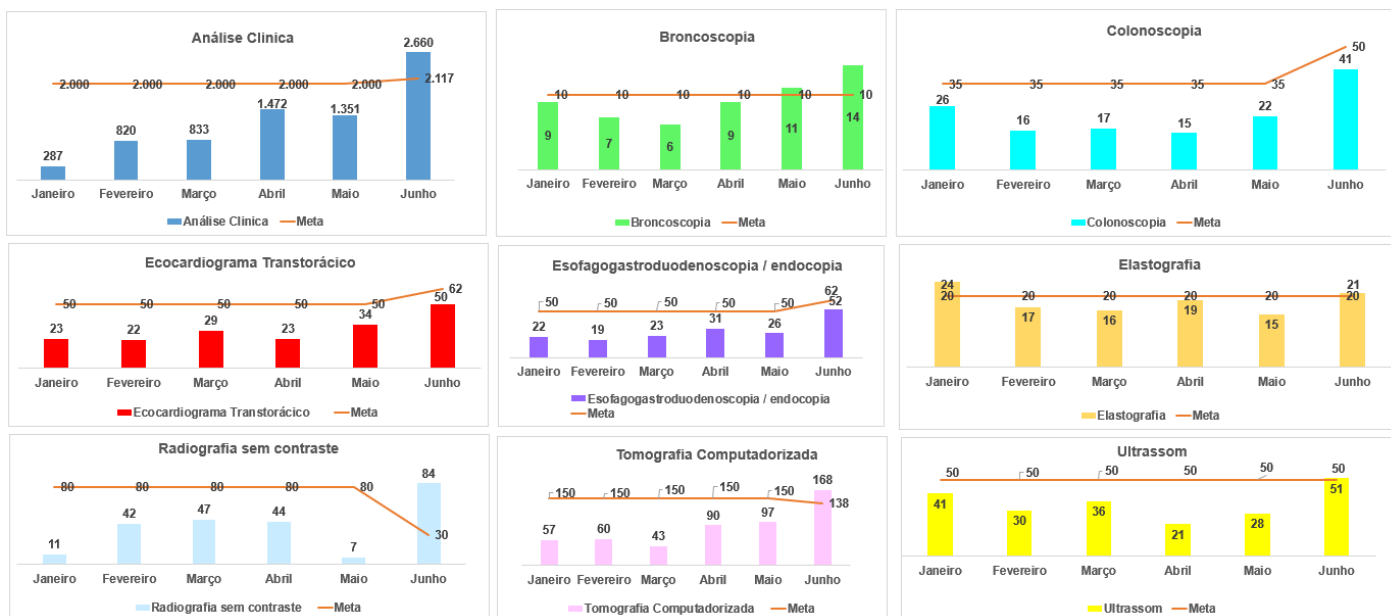 Análise Clinica
2.660
2.000 2.000 2.000 2.000 2.000 2.117
287 820 833 1.472 1.351
Janeiro Fevereiro Março Abril Maio Junho
Análise Clinica Meta
Broncoscopia
10 10 10 10 10 10
9 7 6 9 11 14
Janeiro Fevereiro Março Abril Maio Junho
Broncoscopia Meta
Colonoscopia
35 35 35 35 35 50
26 16 17 15 22 41
Janeiro Fevereiro Março Abril Maio Junho
Colonoscopia Meta
Ecocardiograma Transtorácico
50 50 50 50 50 62
23 22 29 23 34 50
Janeiro Fevereiro Março Abril Maio Junho
Ecocardiograma Transtorácico Meta
Esofagogastroduodenoscopia / endocopia
50 50 50 50 50 62
22 19 23 31 26 52
Janeiro Fevereiro Março Abril Maio Junho
Esofagogastroduodenoscopia / endocopia
Meta
Elastografia
24 17 16 19 15 21
20 20 20 20 20 20
Janeiro Fevereiro Março Abril Maio Junho
Elastografia Meta
Radiografia sem contraste
80 80 80 80 80 30
11 42 47 44 7 84
Janeiro Fevereiro Março Abril Maio Junho
Radiografia sem contraste Meta
Tomografia Computadorizada
150 150 150 150 150 138
57 60 43 90 97 168
Janeiro Fevereiro Março Abril Maio Junho
Tomografia Computadorizada Meta
Ultrassom
50 50 50 50 50 50
41 30 36 21 28 51
Janeiro Fevereiro Março Abril Maio Junho
Ultrassom Meta